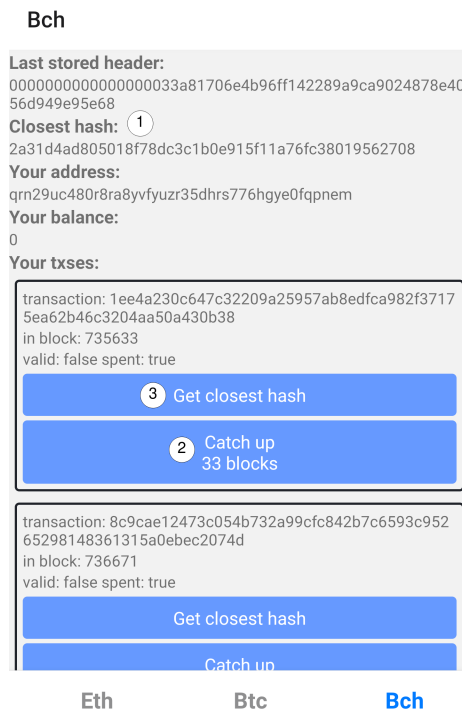 Bch
Last stored header:
0000000000000000033a81706e4b96ff142289a9ca9024878e40
56d949e95e68
Closest hash: 1
2a31d4ad805018f78dc3c1b0e915f11a76fc38019562708
Your address:
qrn29uc480r8ra8yvfyuzr35dhrs776hgye0fqpnem
Your balance:
0
Your txses:
transaction: 1ee4a230c647c32209a25957ab8edfca982f3717
5ea62b46c3204aa50a430b38
in block: 735633
valid: false spent: true
3 Get closest hash
2 Catch up
33 blocks
transaction: 8c9cae12473c054b732a99cfc842b7c6593c952
65298148361315a0ebec2074d
in block: 736671
valid: false spent: true
Get closest hash
Catch up
Eth Btc Bch